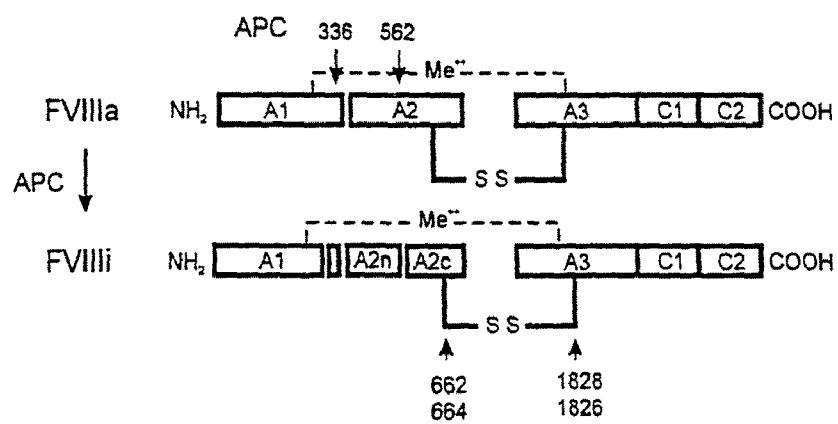 APC 336 562
Me++
FVIIIa NH2 A1 A2 A3 C1 C2 COOH
S S
APC
Me++
FVIIIi NH2 A1 A2n A2c A3 C1 C2 COOH
S S
662 1828
664 1826